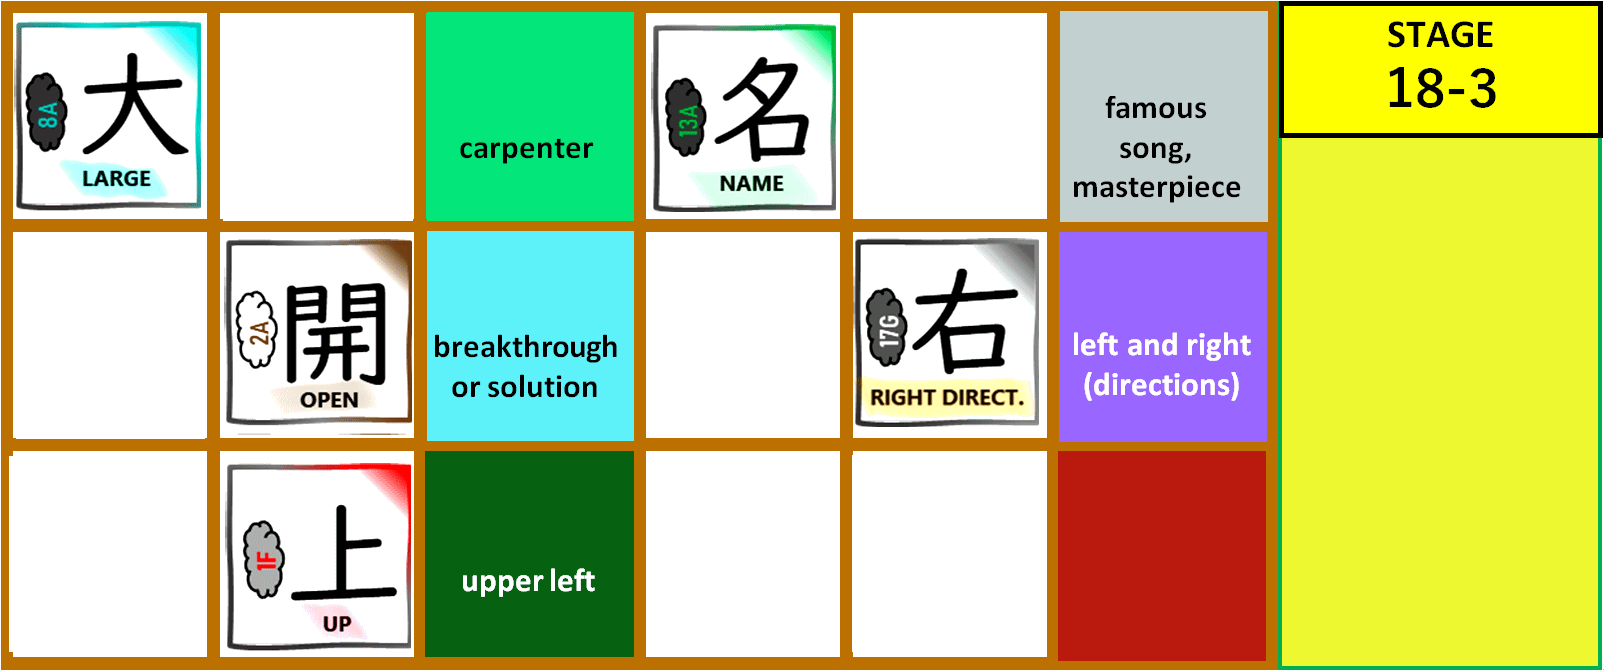 8A
大
LARGE
carpenter
13A
名
NAME
famous
song,
masterpiece
STAGE
18-3
2A
開
OPEN
breakthrough
or solution
17G
右
RIGHT DIRECT.
left and right
(directions)
1F
上
UP
upper left